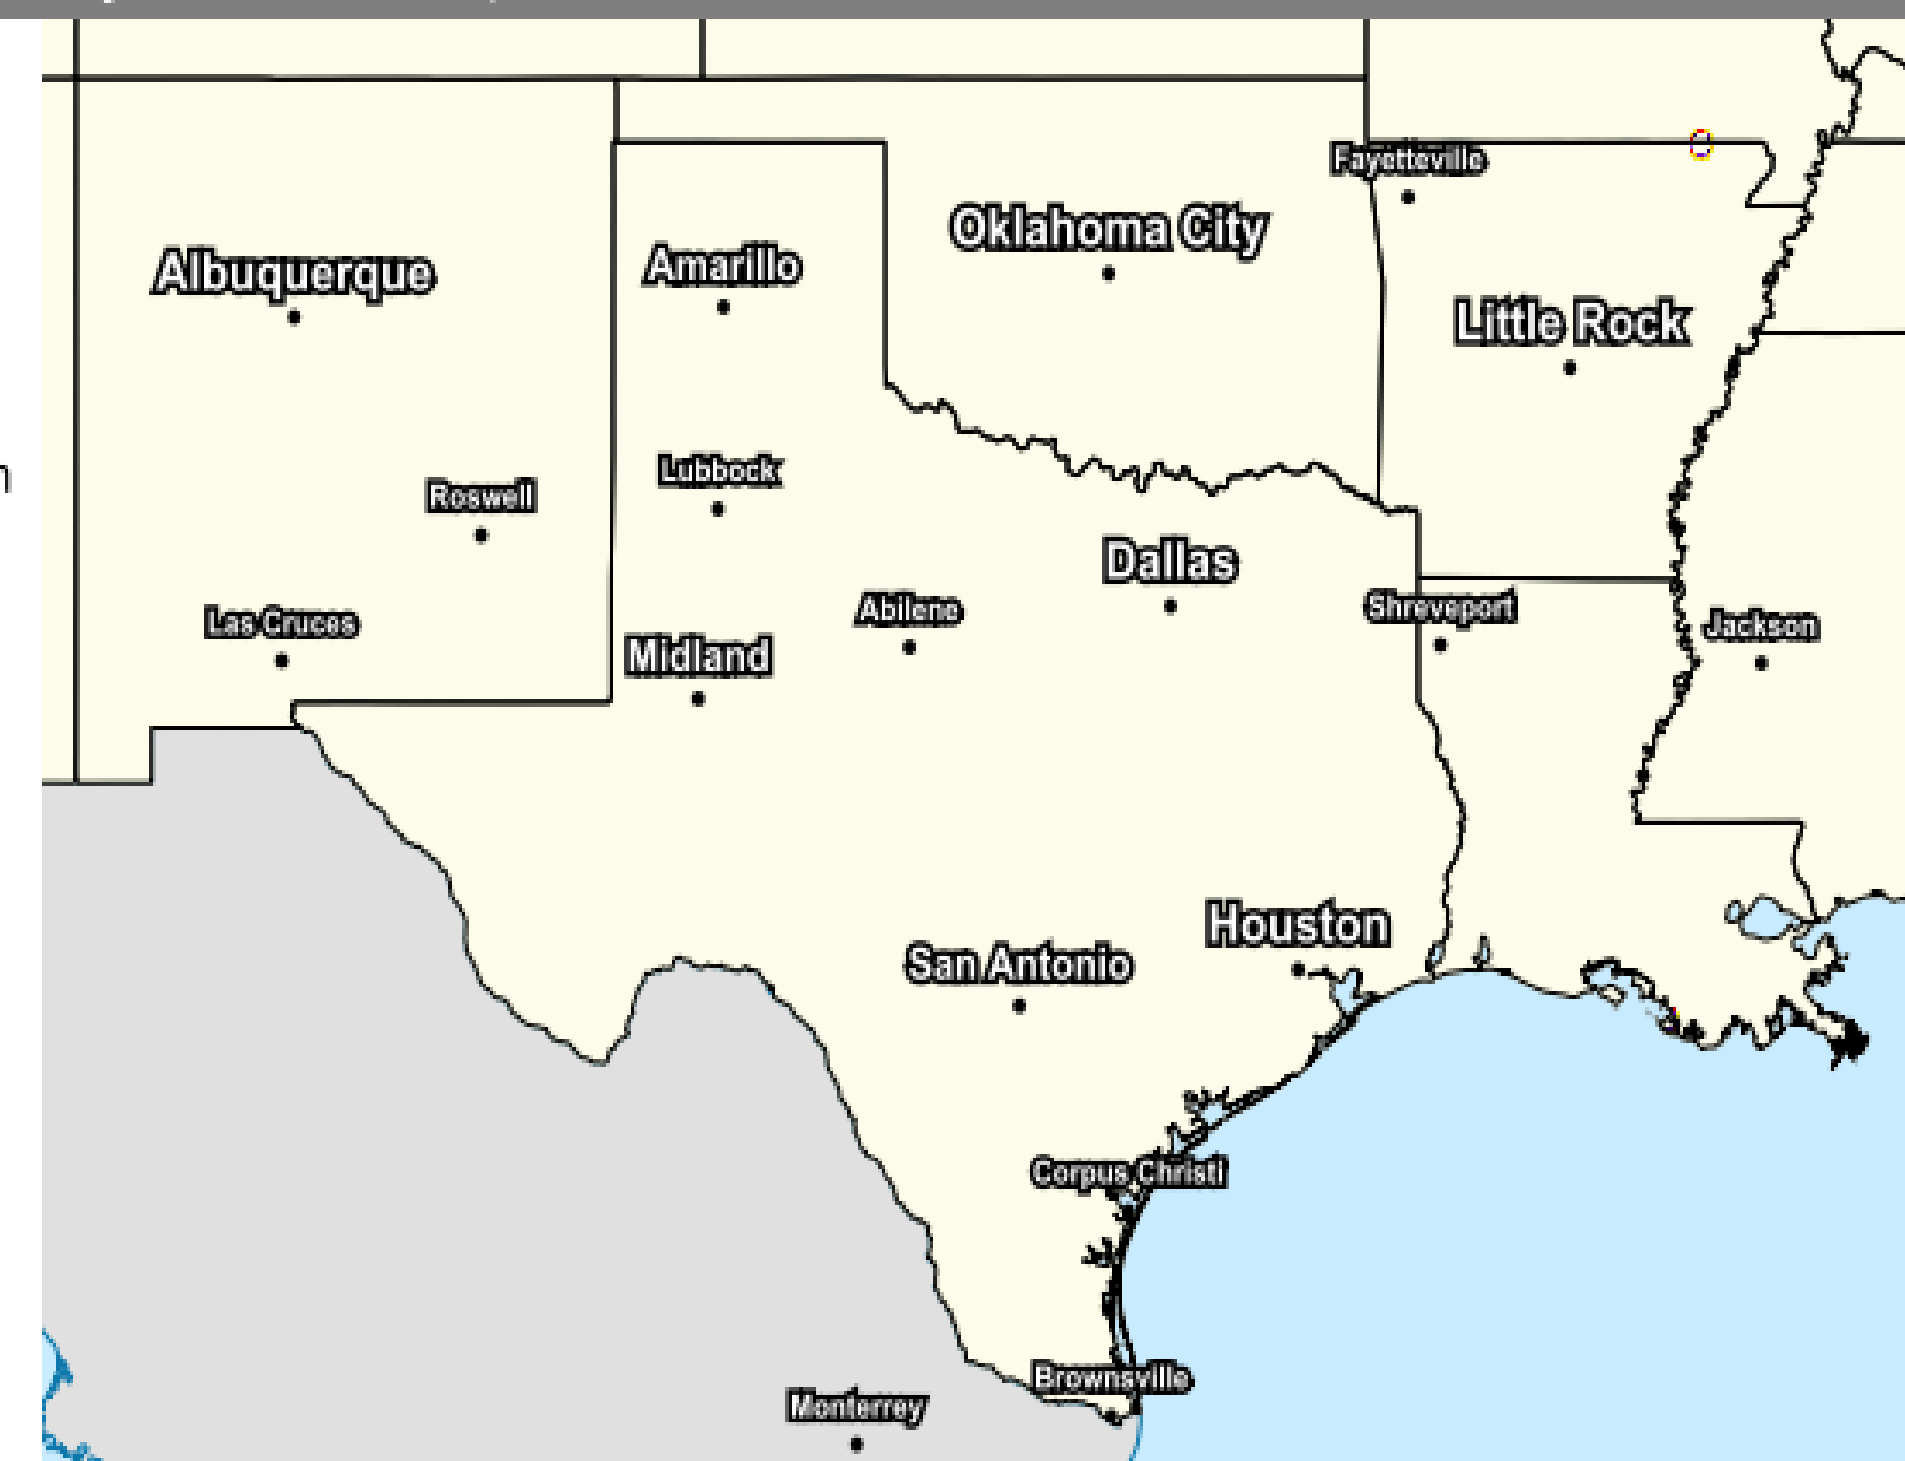 Fayetteville
Oklahoma City
Albuquerque
Amarillo
Little Rock
Lubbock
Roswell
n
Dallas
Abilene
Shreveport
Las Cruces
Jackson
Midland
Houston
San Antonio
Corpus Christi
Brownsville
Monterrey